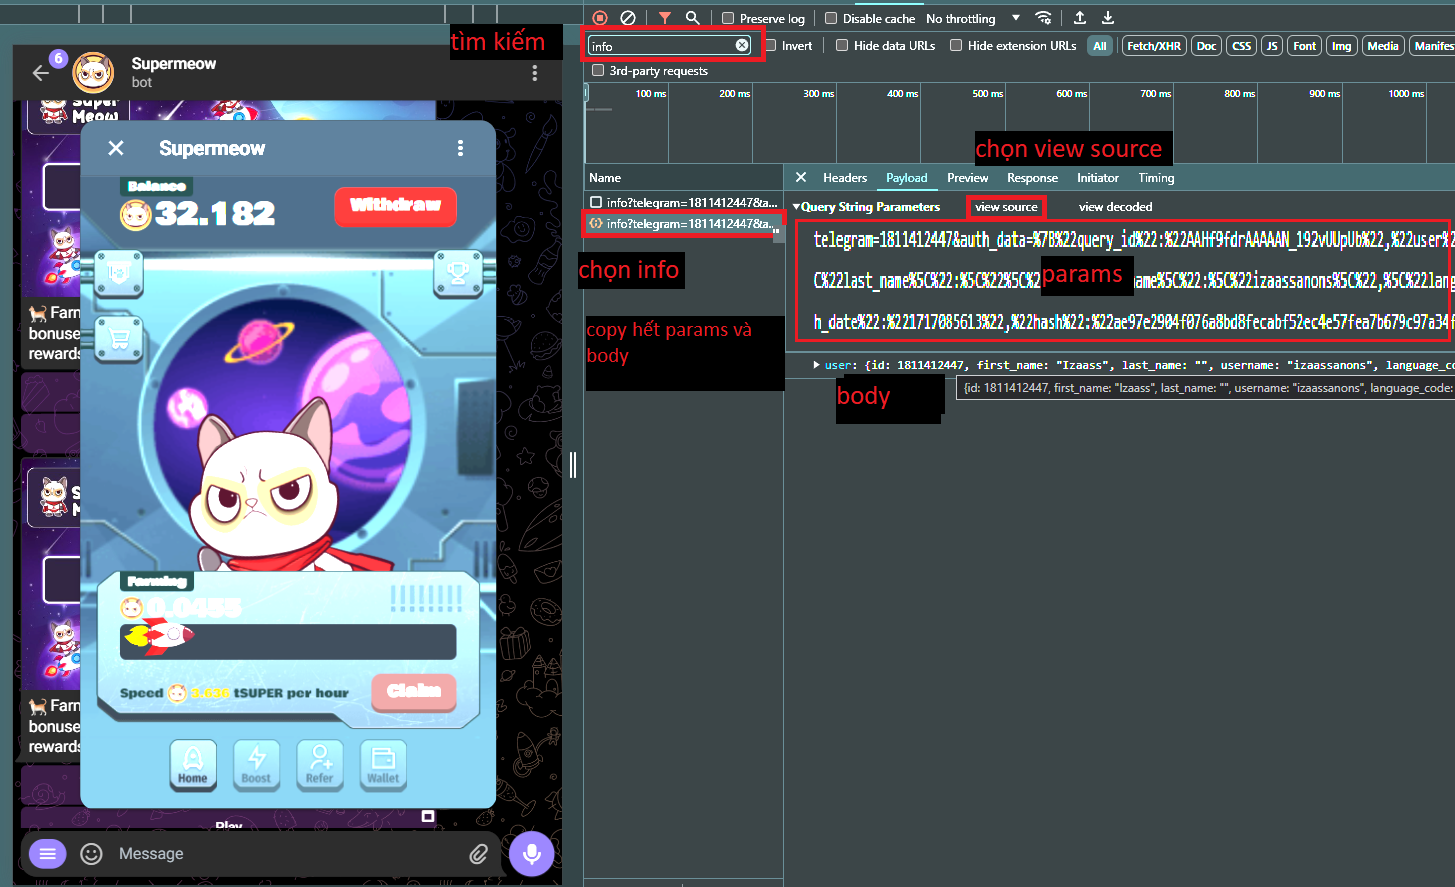 tìm kiếm
6
Supermeow
bot
Super
Meow
Supermeow
Balance
32.182
Withdraw
Farm
bonuse
rewards
Farming
0.0455
Speed 3.636 tSUPER per hour
Claim
Home
Boost
Refer
Wallet
Farn
bonuse
rewards
Play
Message
Preserve log
Disable cache
No throttling
info
Invert
Hide data URLs
Hide extension URLs
All
Fetch/XHR
Doc
CSS
JS
Font
Img
Media
Manifes
3rd-party requests
100 ms
200 ms
300 ms
400 ms
500 ms
600 ms
700 ms
800 ms
900 ms
1000 ms
chọn view source
Name
Headers
Payload
Preview
Response
Initiator
Timing
info?telegram=1811412447&a...
info?telegram=1811412447&a...
chọn info
copy hết params và
body
Query String Parameters
view source
view decoded
telegram=1811412447&auth_data=%7B%22query_id%22:%22AAHf9fdrAAAAAN_192vUUpUb%22,%22user%2
C%22last_name%5C%22:%5C%22%5C%2
ame%5C%22:%5C%22izaassanons%5C%22,%5C%22lang
params
h_date%22:%221717085613%22,%22hash%22:%22ae97e2904f076a8bd8fecabf52ec4e57fea7b679c97a34f
user: {id: 1811412447, first_name: "Izaass", last_name: "", username: "izaassanons", language_co
{id: 1811412447, first_name: "Izaass", last_name: "", username: "izaassanons", language_code:
body